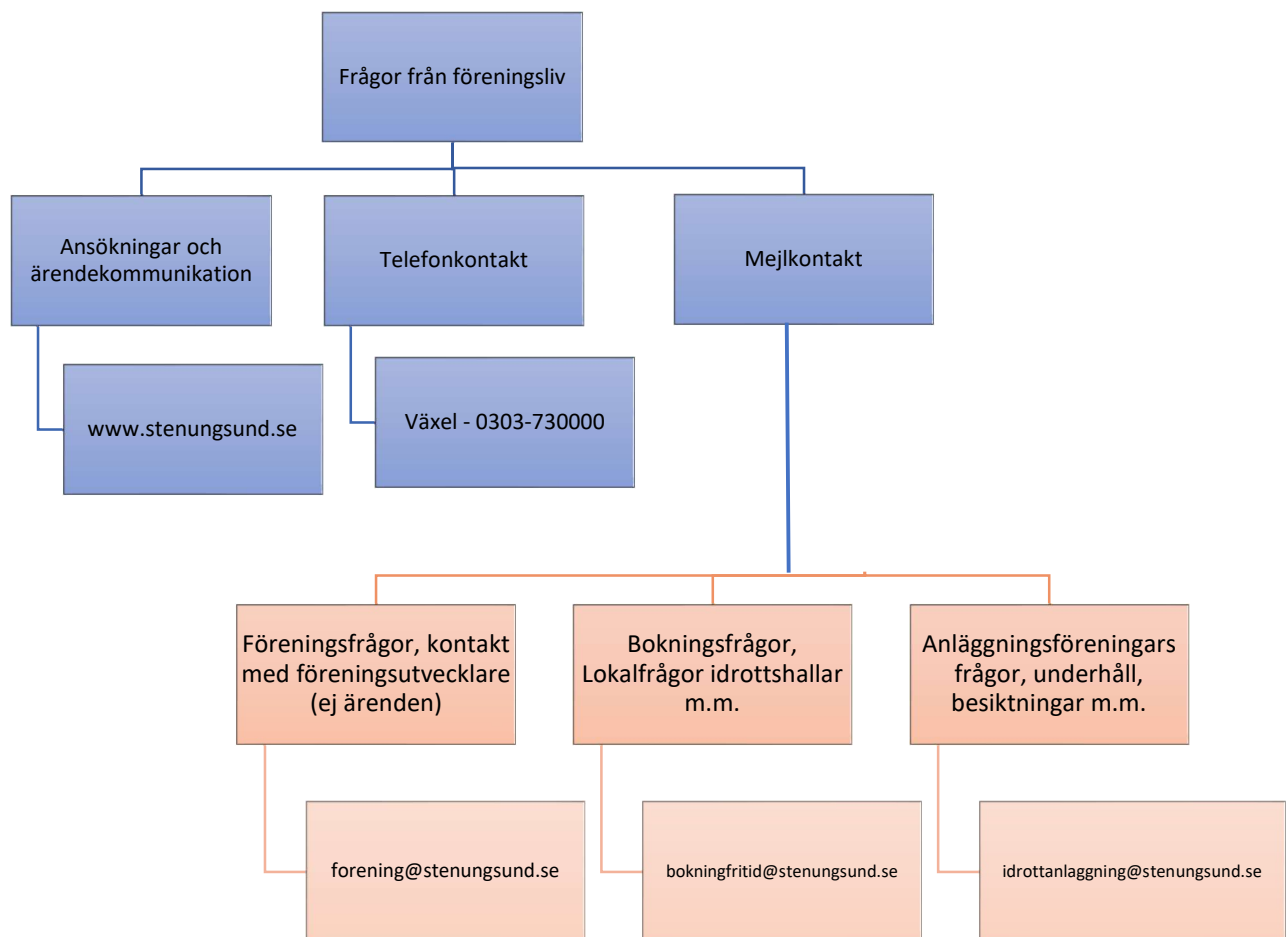 Frågor från föreningsliv
Ansökningar och
ärendekommunikation
Telefonkontakt
Mejlkontakt
www.stenungsund.se
Växel - 0303-730000
Föreningsfrågor, kontakt
med föreningsutvecklare
(ej ärenden)
Bokningsfrågor,
Lokalfrågor idrottshallar
m.m.
Anläggningsföreningars
frågor, underhåll,
besiktningar m.m.
forening@stenungsund.se
bokningfritid@stenungsund.se
idrottanlaggning@stenungsund.se